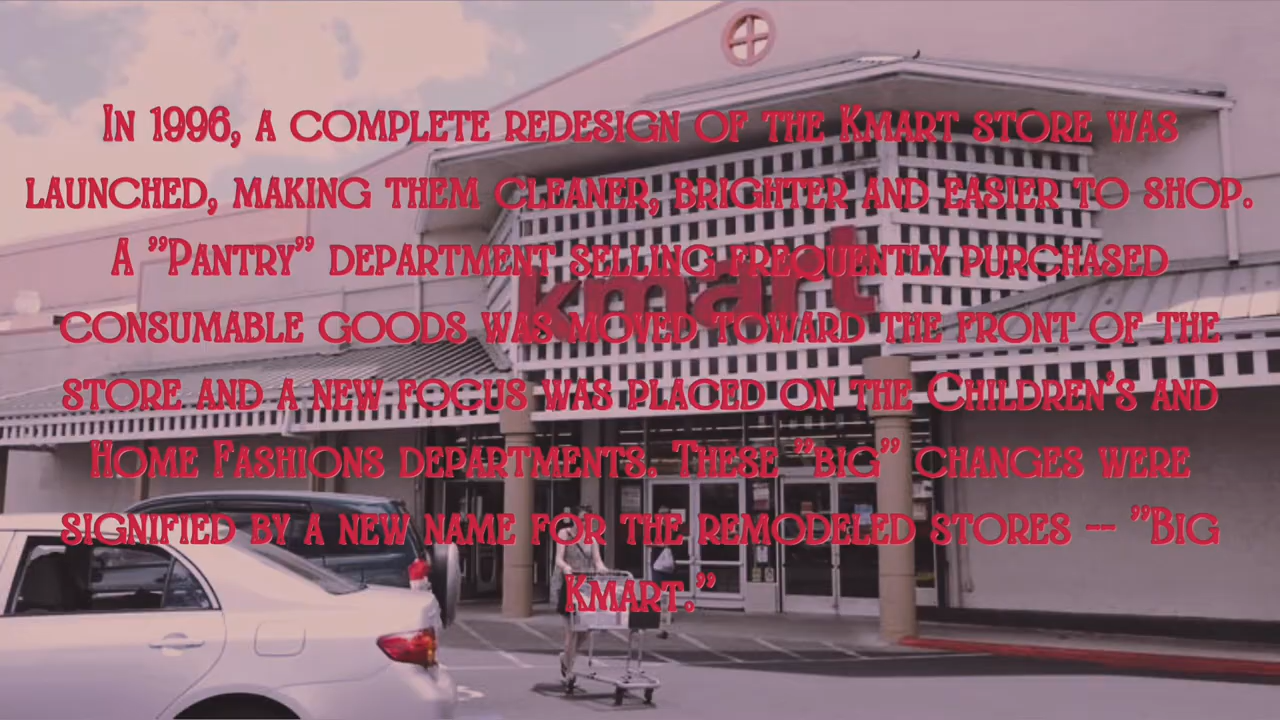 In 1996, a complete redesign of the Kmart store was
launched, making them cleaner, brighter and easier to shop.
A "Pantry" department selling frequently purchased
consumable goods was moved toward the front of the
store and a new focus was placed on the Children's and
Home Fashions departments. These "big" changes were
signified by a new name for the remodeled stores -- "Big
Kmart."
kmart